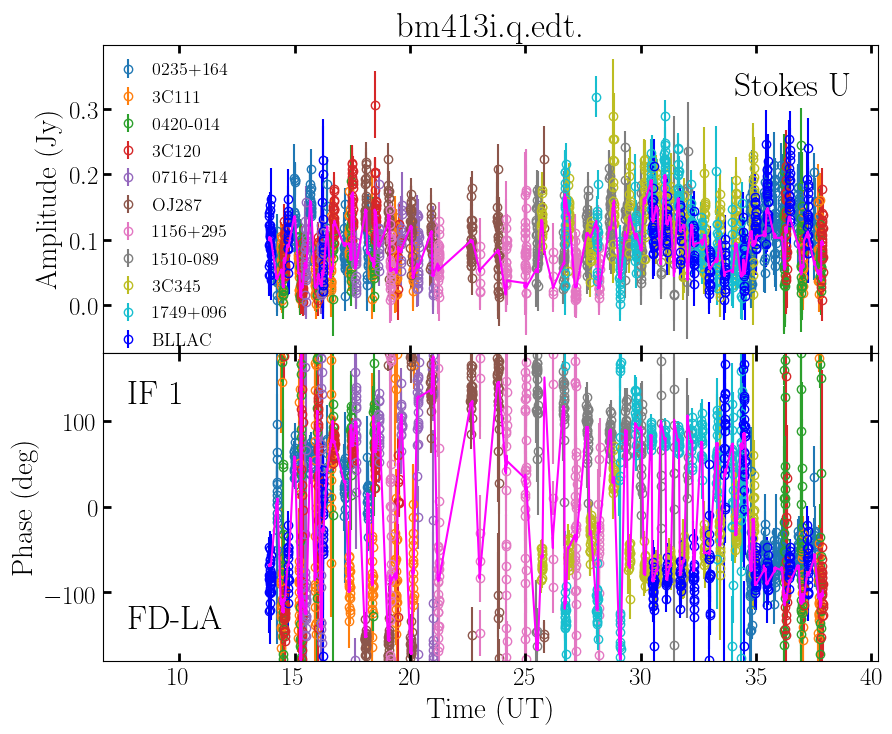 bm413i.q.edt.
Stokes U
0235+164
3C111
0420-014
3C120
0716+714
OJ287
1156+295
1510-089
3C345
1749+096
BLLAC
Amplitude (Jy)
0.3
0.2
0.1
0.0
IF 1
FD-LA
Phase (deg)
100
0
−100
10
15
20
25
30
35
40
Time (UT)